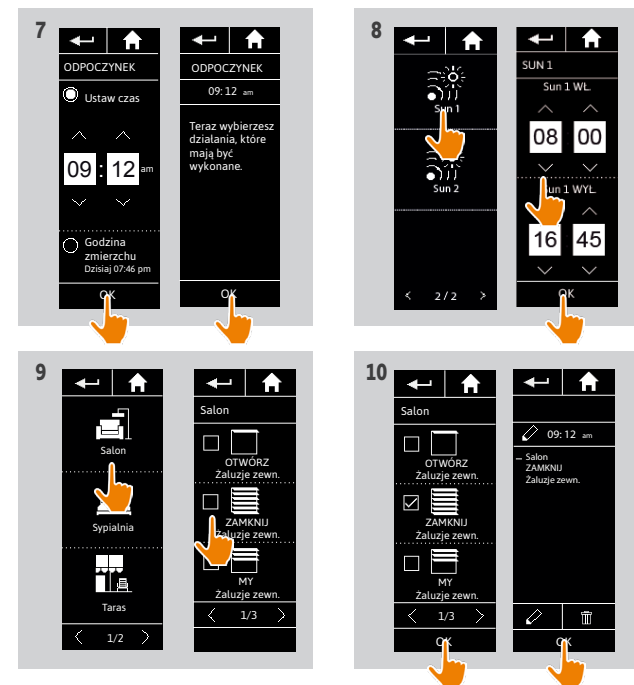 7
ODPOCZYNEK
Ustaw czas
09 : 12 am
Godzina
zmierzchu
Dzisiaj 07:46 pm
OK
ODPOCZYNEK
09: 12 am
Teraz wybierzesz
działania, które
mają być
wykonane.
OK
8
Sun 1
Sun 2
< 2 / 2 >
SUN 1
Sun 1 WŁ.
08 00
Sun 1 WYŁ.
16 45
OK
9
Salon
Sypialnia
Taras
< 1/2 >
Salon
OTWÓRZ
Żaluzje zewn.
ZAMKNIJ
Żaluzje zewn.
MY
Żaluzje zewn.
< 1/3 >
10
Salon
OTWÓRZ
Żaluzje zewn.
ZAMKNIJ
Żaluzje zewn.
MY
Żaluzje zewn.
< 1/3 >
OK
09: 12 am
– Salon
ZAMKNIJ
Żaluzje zewn.
OK